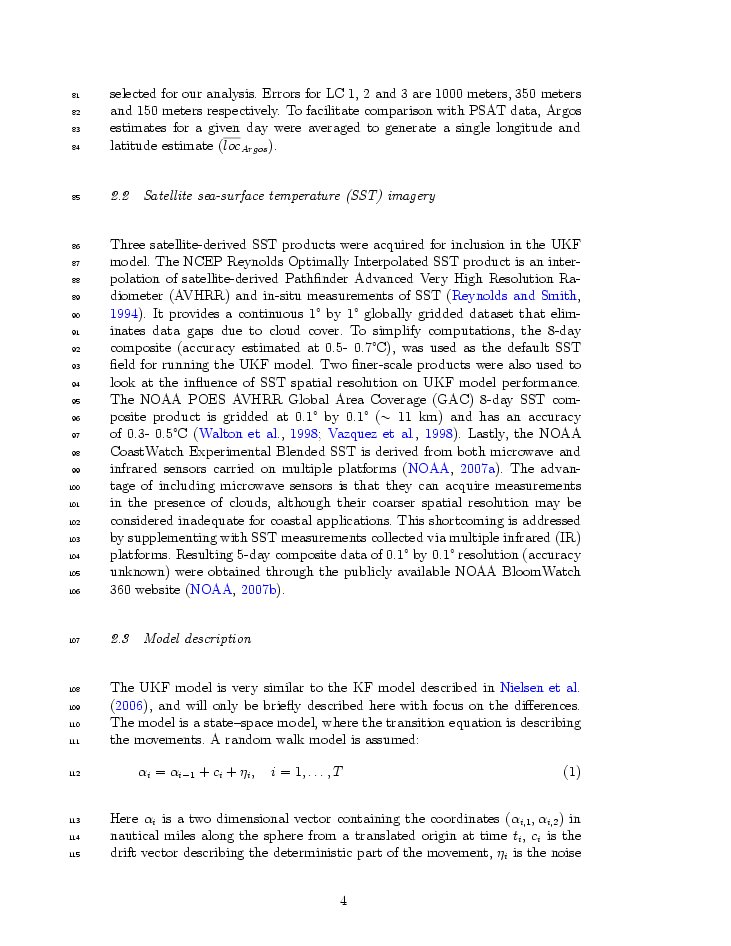 81 selected for our analysis. Errors for LC 1, 2 and 3 are 1000 meters, 350 meters
82 and 150 meters respectively. To facilitate comparison with PSAT data, Argos
83 estimates for a given day were averaged to generate a single longitude and
84 latitude estimate (l̅o̅c̅_Argos).
85 2.2 Satellite sea-surface temperature (SST) imagery
86 Three satellite-derived SST products were acquired for inclusion in the UKF
87 model. The NCEP Reynolds Optimally Interpolated SST product is an inter-
88 polation of satellite-derived Pathfinder Advanced Very High Resolution Ra-
89 diometer (AVHRR) and in-situ measurements of SST (Reynolds and Smith,
90 1994). It provides a continuous 1° by 1° globally gridded dataset that elim-
91 inates data gaps due to cloud cover. To simplify computations, the 8-day
92 composite (accuracy estimated at 0.5- 0.7°C), was used as the default SST
93 field for running the UKF model. Two finer-scale products were also used to
94 look at the influence of SST spatial resolution on UKF model performance.
95 The NOAA POES AVHRR Global Area Coverage (GAC) 8-day SST com-
96 posite product is gridded at 0.1° by 0.1° (∼ 11 km) and has an accuracy
97 of 0.3- 0.5°C (Walton et al., 1998; Vazquez et al., 1998). Lastly, the NOAA
98 CoastWatch Experimental Blended SST is derived from both microwave and
99 infrared sensors carried on multiple platforms (NOAA, 2007a). The advan-
100 tage of including microwave sensors is that they can acquire measurements
101 in the presence of clouds, although their coarser spatial resolution may be
102 considered inadequate for coastal applications. This shortcoming is addressed
103 by supplementing with SST measurements collected via multiple infrared (IR)
104 platforms. Resulting 5-day composite data of 0.1° by 0.1° resolution (accuracy
105 unknown) were obtained through the publicly available NOAA BloomWatch
106 360 website (NOAA, 2007b).
107 2.3 Model description
108 The UKF model is very similar to the KF model described in Nielsen et al.
109 (2006), and will only be briefly described here with focus on the differences.
110 The model is a state–space model, where the transition equation is describing
111 the movements. A random walk model is assumed:
112 α_i = α_{i−1} + c_i + η_i, i = 1, . . . , T (1)
113 Here α_i is a two dimensional vector containing the coordinates (α_{i,1}, α_{i,2}) in
114 nautical miles along the sphere from a translated origin at time t_i, c_i is the
115 drift vector describing the deterministic part of the movement, η_i is the noise
4